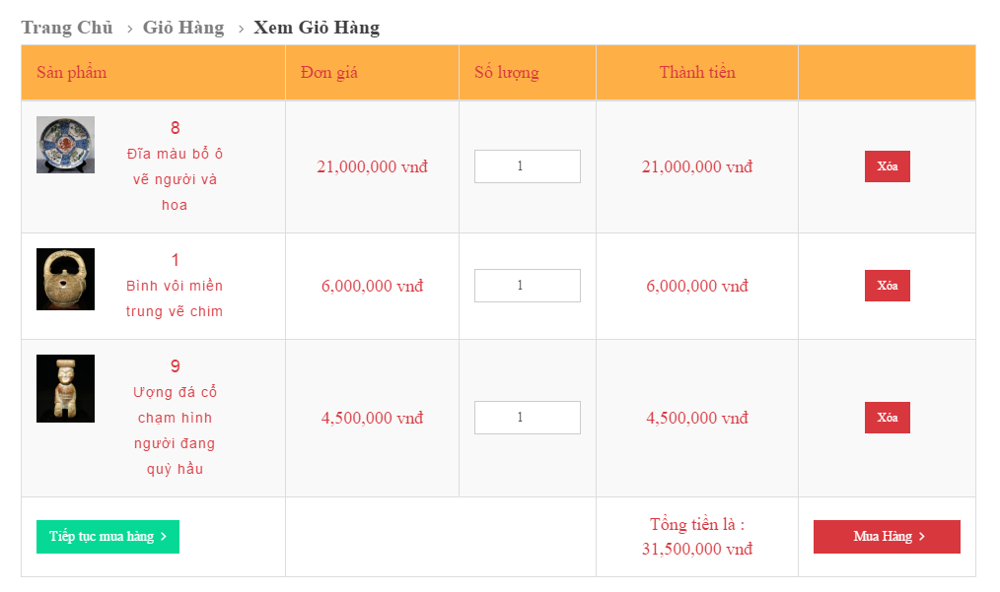 Trang Chủ > Giỏ Hàng > Xem Giỏ Hàng
Sản phẩm Đơn giá Số lượng Thành tiền
8
Đĩa màu bổ ô
vẽ người và
hoa
21,000,000 vnđ 1 21,000,000 vnđ Xóa
1
Bình vôi miền
trung vẽ chim
6,000,000 vnđ 1 6,000,000 vnđ Xóa
9
Ượng đá cổ
chạm hình
người đang
quỳ hầu
4,500,000 vnđ 1 4,500,000 vnđ Xóa
Tiếp tục mua hàng >
Tổng tiền là :
31,500,000 vnđ
Mua Hàng >